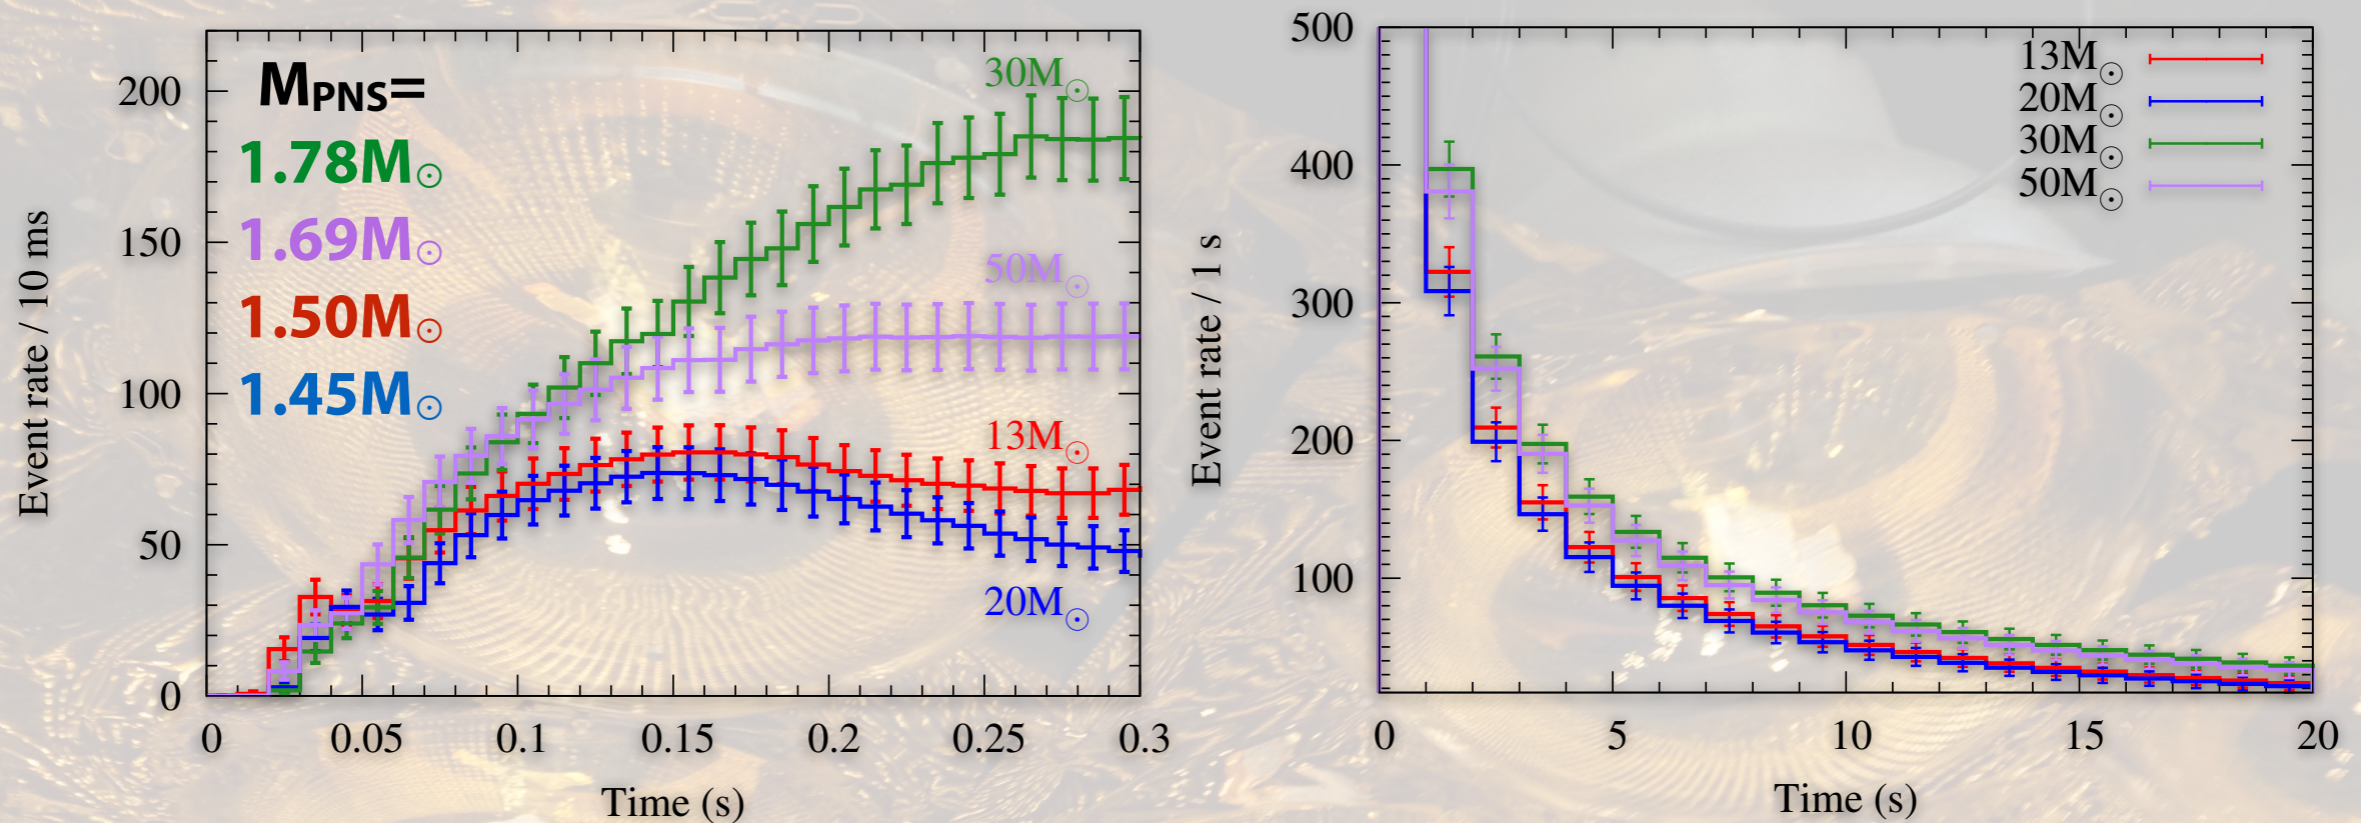 Event rate / 10 ms
200
150
100
50
0
MPNS=
1.78M⊙
1.69M⊙
1.50M⊙
1.45M⊙
30M⊙
50M⊙
13M⊙
20M⊙
0 0.05 0.1 0.15 0.2 0.25 0.3
Time (s)
Event rate / 1 s
500
400
300
200
100
13M⊙
20M⊙
30M⊙
50M⊙
0 5 10 15 20
Time (s)